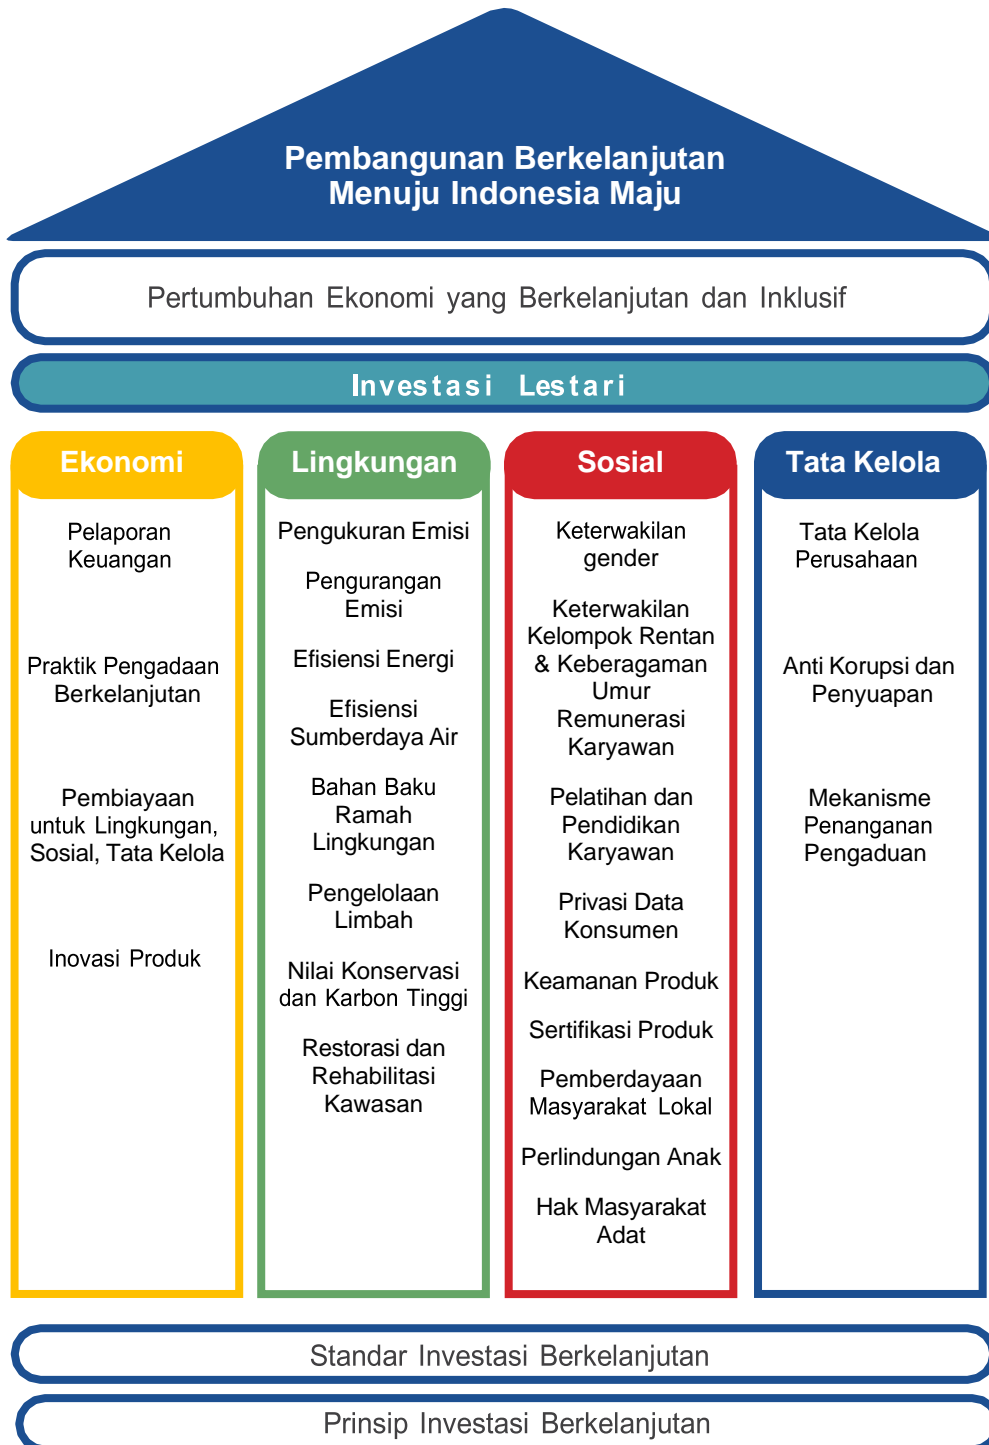 Pembangunan Berkelanjutan
Menuju Indonesia Maju
Pertumbuhan Ekonomi yang Berkelanjutan dan Inklusif
Investasi Lestari
Ekonomi
Pelaporan
Keuangan
Praktik Pengadaan
Berkelanjutan
Pembiayaan
untuk Lingkungan,
Sosial, Tata Kelola
Inovasi Produk
Lingkungan
Pengukuran Emisi
Pengurangan
Emisi
Efisiensi Energi
Efisiensi
Sumberdaya Air
Bahan Baku
Ramah
Lingkungan
Pengelolaan
Limbah
Nilai Konservasi
dan Karbon Tinggi
Restorasi dan
Rehabilitasi
Kawasan
Sosial
Keterwakilan
gender
Keterwakilan
Kelompok Rentan
& Keberagaman
Umur
Remunerasi
Karyawan
Pelatihan dan
Pendidikan
Karyawan
Privasi Data
Konsumen
Keamanan Produk
Sertifikasi Produk
Pemberdayaan
Masyarakat Lokal
Perlindungan Anak
Hak Masyarakat
Adat
Tata Kelola
Tata Kelola
Perusahaan
Anti Korupsi dan
Penyuapan
Mekanisme
Penanganan
Pengaduan
Standar Investasi Berkelanjutan
Prinsip Investasi Berkelanjutan